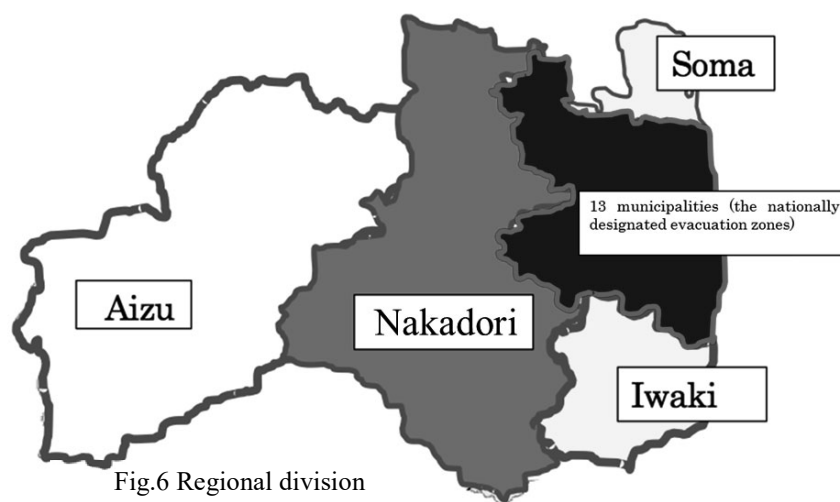 Soma
13 municipalities (the nationally
designated evacuation zones)
Aizu
Nakadori
Iwaki
Fig.6 Regional division